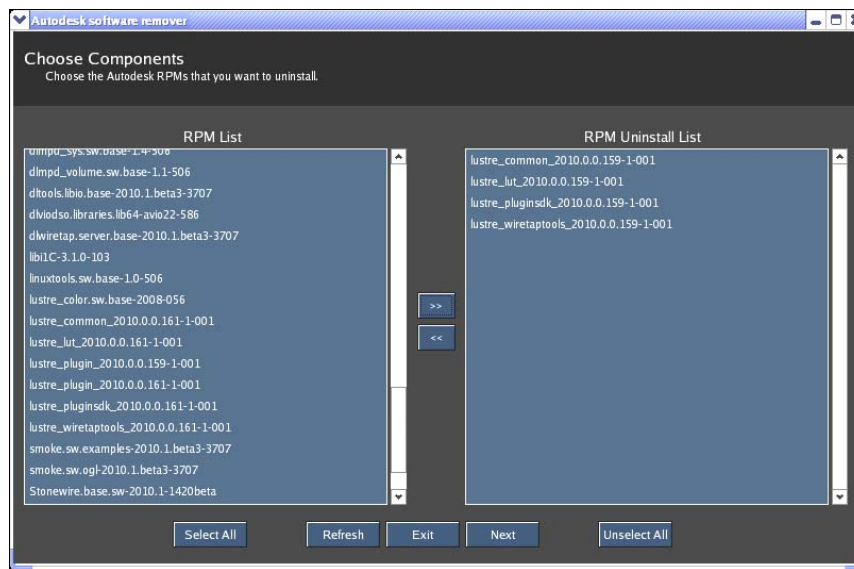 Autodesk software remover
Choose Components
Choose the Autodesk RPMs that you want to uninstall.
RPM List
dlmpd_sys.sw.base-1.4-506
dlmpd_volume.sw.base-1.1-506
dltools.libio.base-2010.1.beta3-3707
dlviodso.libraries.lib64-avio22-586
dlwiretap.server.base-2010.1.beta3-3707
libi1C-3.1.0-103
linuxtools.sw.base-1.0-506
lustre_color.sw.base-2008-056
lustre_common_2010.0.0.161-1-001
lustre_lut_2010.0.0.161-1-001
lustre_plugin_2010.0.0.159-1-001
lustre_plugin_2010.0.0.161-1-001
lustre_pluginsdk_2010.0.0.161-1-001
lustre_wiretaptools_2010.0.0.161-1-001
smoke.sw.examples-2010.1.beta3-3707
smoke.sw.ogl-2010.1.beta3-3707
Stonewire.base.sw-2010.1-1420beta
>>
<<
RPM Uninstall List
lustre_common_2010.0.0.159-1-001
lustre_lut_2010.0.0.159-1-001
lustre_pluginsdk_2010.0.0.159-1-001
lustre_wiretaptools_2010.0.0.159-1-001
Select All
Refresh
Exit
Next
Unselect All